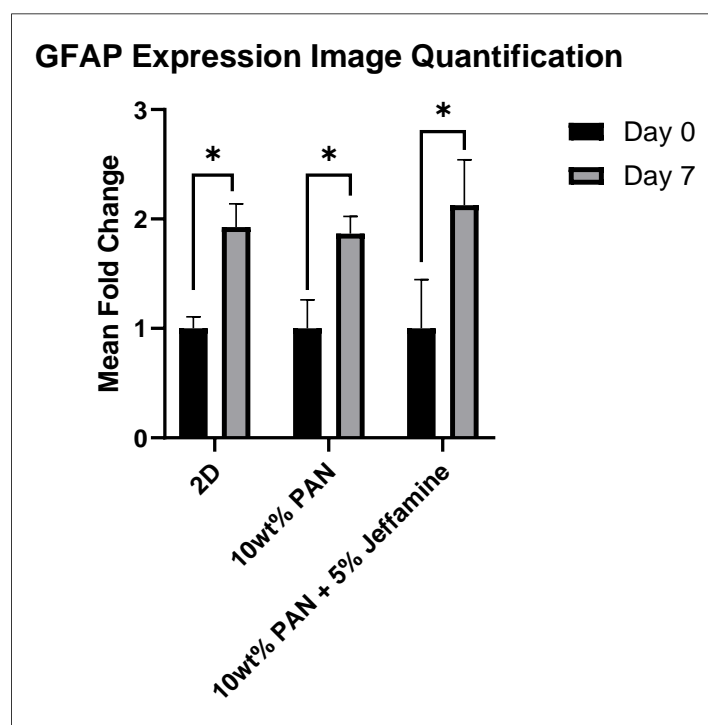 GFAP Expression Image Quantification
Mean Fold Change
3
2
1
0
*
*
*
Day 0
Day 7
2D
10wt% PAN
10wt% PAN + 5% Jeffamine